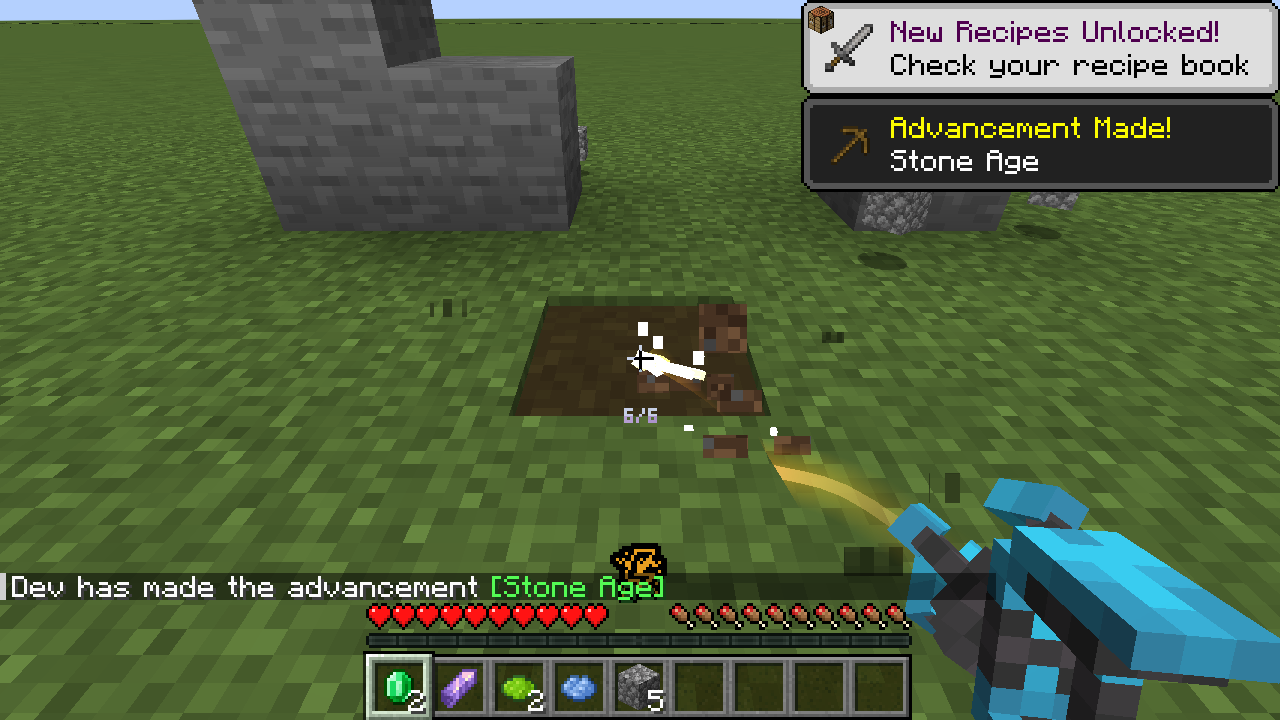 New Recipes Unlocked!
Check your recipe book
Advancement Made!
Stone Age
6/6
Dev has made the advancement [Stone Age]
2
2
5